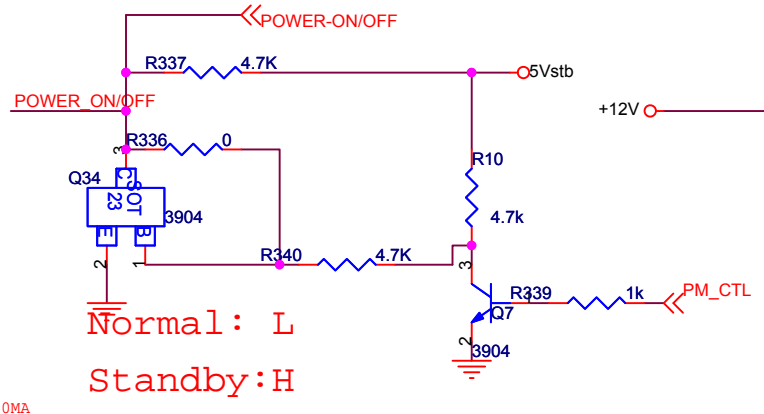 POWER-ON/OFF
R337 4.7K
5Vstb
POWER_ON/OFF
+12V
R336 0
3
R10
Q34
C
SOT
23
3904
4.7k
E B
R340 4.7K
2 1
3
R339 1k
PM_CTL
1
Q7
Normal: L
2
3904
Standby:H
0MA